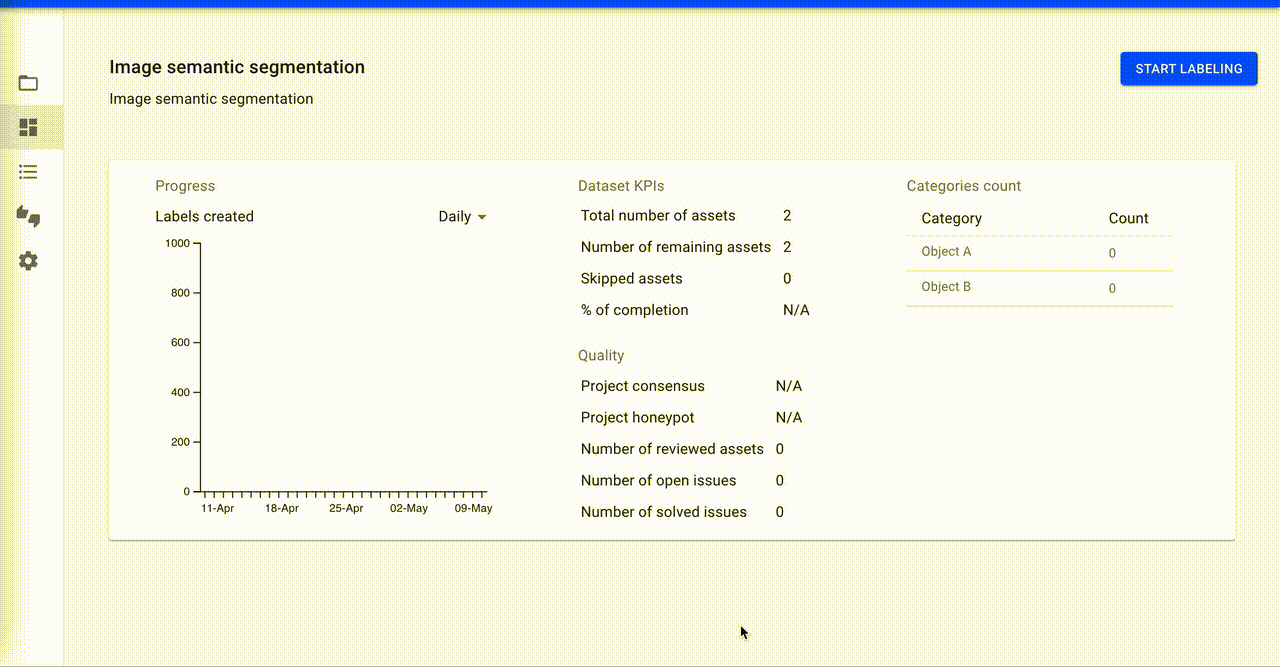 Image semantic segmentation
START LABELING
Image semantic segmentation
Progress
Labels created
Daily
1000
800
600
400
200
0
11-Apr 18-Apr 25-Apr 02-May 09-May
Dataset KPIs
Total number of assets 2
Number of remaining assets 2
Skipped assets 0
% of completion N/A
Quality
Project consensus N/A
Project honeypot N/A
Number of reviewed assets 0
Number of open issues 0
Number of solved issues 0
Categories count
Category Count
Object A 0
Object B 0